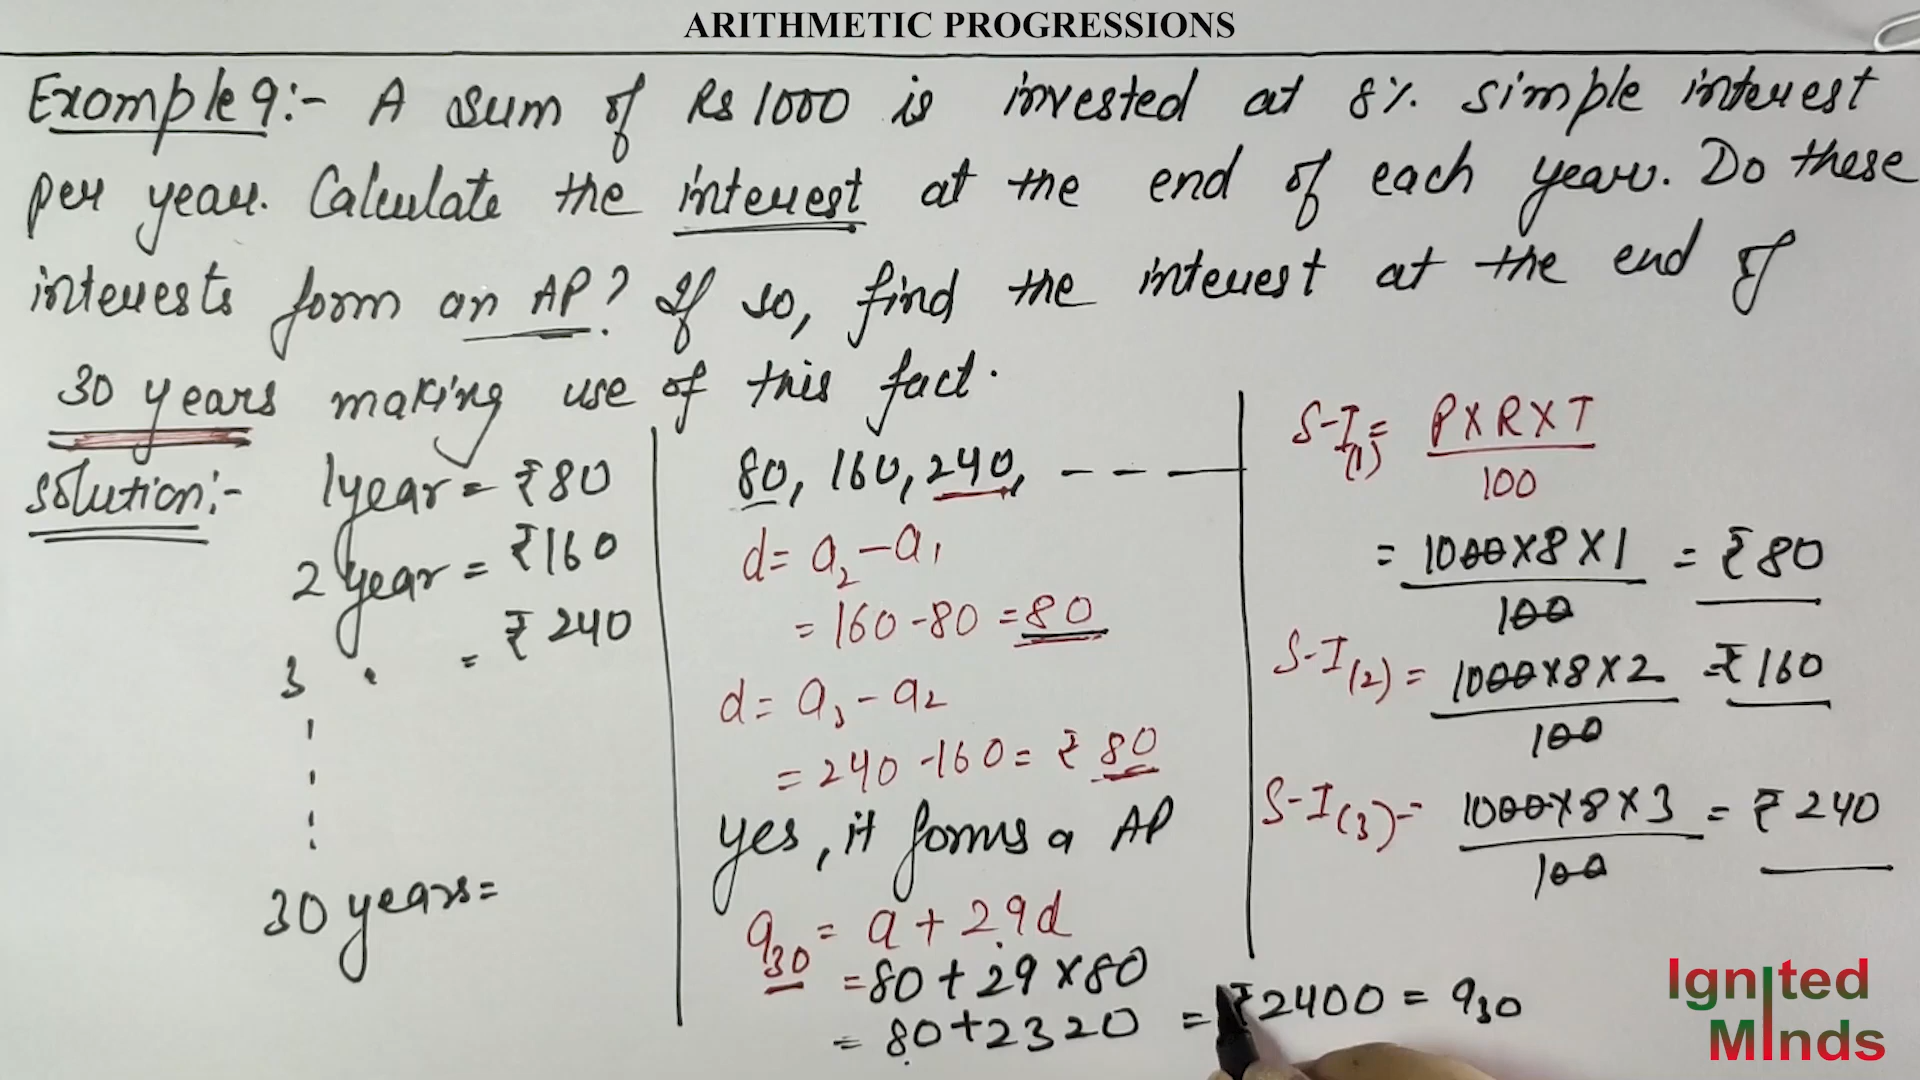 ARITHMETIC PROGRESSIONS
Example 9:- A sum of Rs 1000 is invested at 8% simple interest
per year. Calculate the interest at the end of each year. Do these
interests form an AP? If so, find the interest at the end of
30 years making use of this fact.
Solution:-
1 year = ₹80
2 year = ₹160
3 " = ₹240
30 years =
80, 160, 240, - - -
d = a₂ - a₁
= 160 - 80 = 80
d = a₃ - a₂
= 240 - 160 = ₹80
yes, it forms a AP
a₃₀ = a + 29d
= 80 + 29 × 80
= 80 + 2320 = ₹2400 = a₃₀
S-I(1) = P × R × T
100
= 1000 × 8 × 1 = ₹80
100
S-I(2) = 1000 × 8 × 2 = ₹160
100
S-I(3) = 1000 × 8 × 3 = ₹240
100
Ignited
Minds